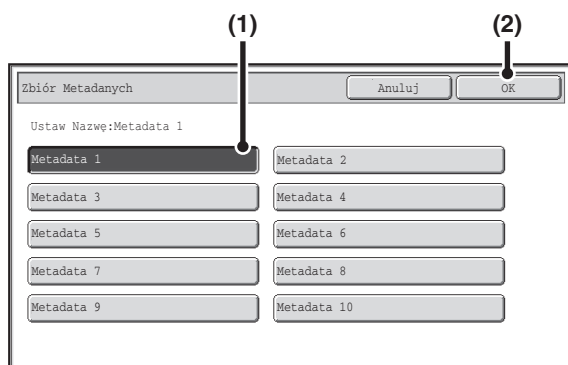 (1) (2)
Zbiór Metadanych Anuluj OK
Ustaw Nazwę:Metadata 1
Metadata 1 Metadata 2
Metadata 3 Metadata 4
Metadata 5 Metadata 6
Metadata 7 Metadata 8
Metadata 9 Metadata 10